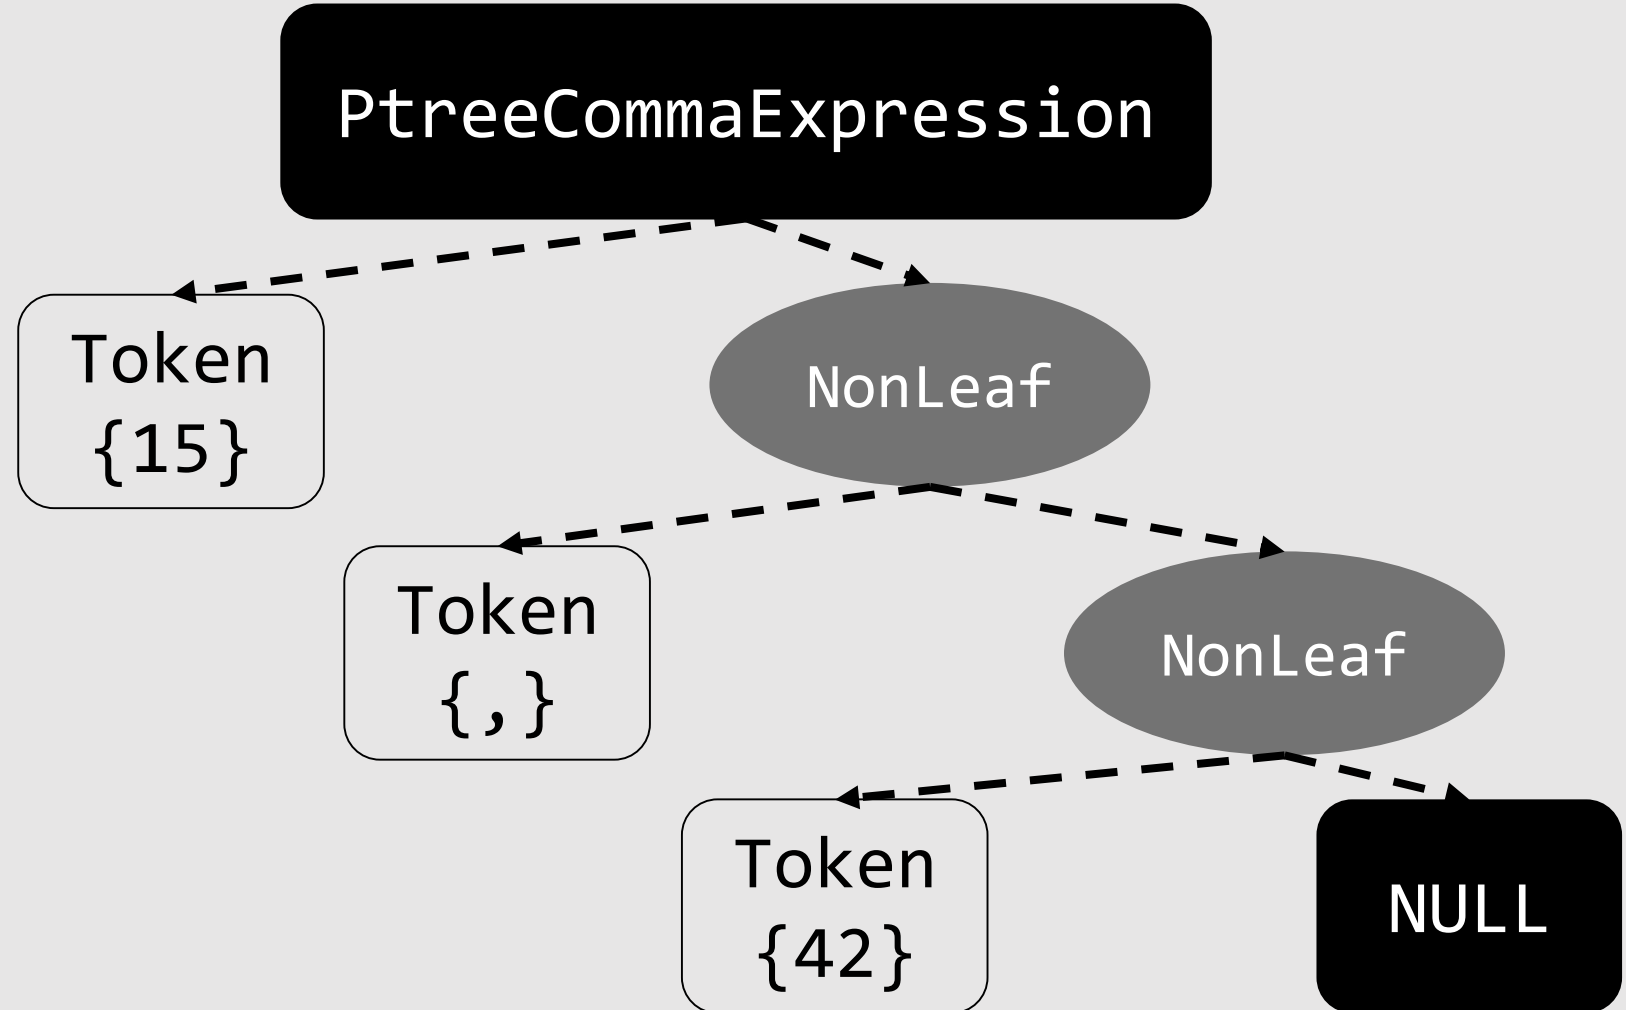 PtreeCommaExpression
Token
{15}
NonLeaf
Token
{,}
NonLeaf
Token
{42}
NULL